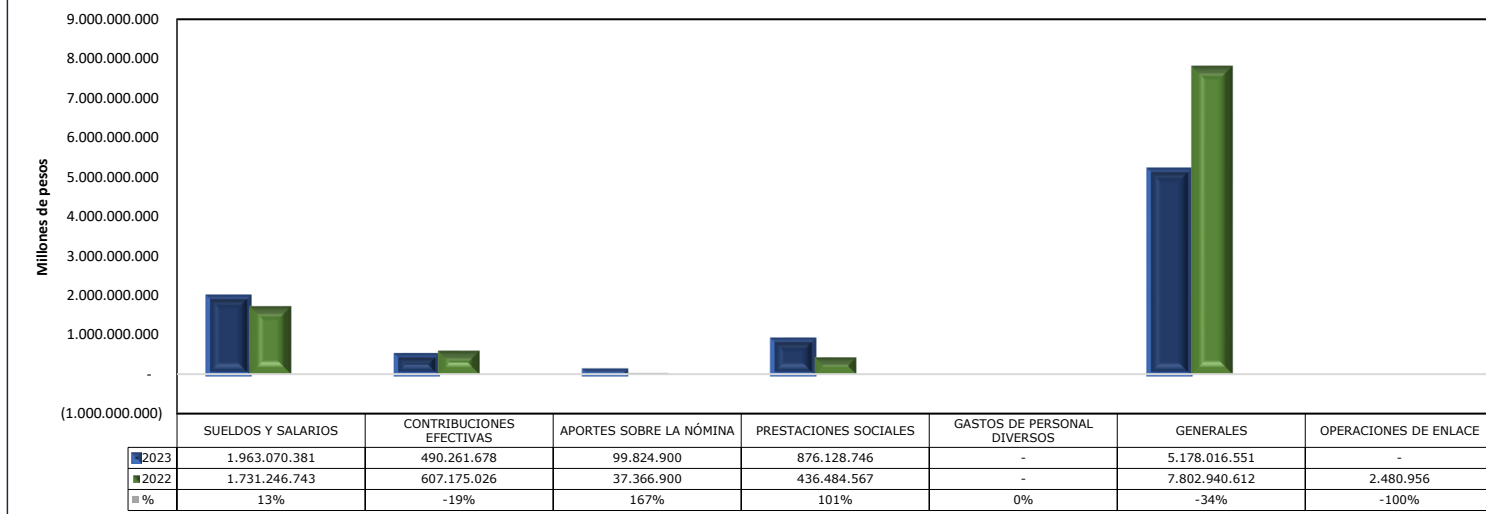 9.000.000.000
8.000.000.000
7.000.000.000
6.000.000.000
5.000.000.000
4.000.000.000
3.000.000.000
2.000.000.000
1.000.000.000
-
(1.000.000.000)
Millones de pesos
SUELDOS Y SALARIOS CONTRIBUCIONES EFECTIVAS APORTES SOBRE LA NÓMINA PRESTACIONES SOCIALES GASTOS DE PERSONAL DIVERSOS GENERALES OPERACIONES DE ENLACE
2023 1.963.070.381 490.261.678 99.824.900 876.128.746 - 5.178.016.551 -
2022 1.731.246.743 607.175.026 37.366.900 436.484.567 - 7.802.940.612 2.480.956
% 13% -19% 167% 101% 0% -34% -100%